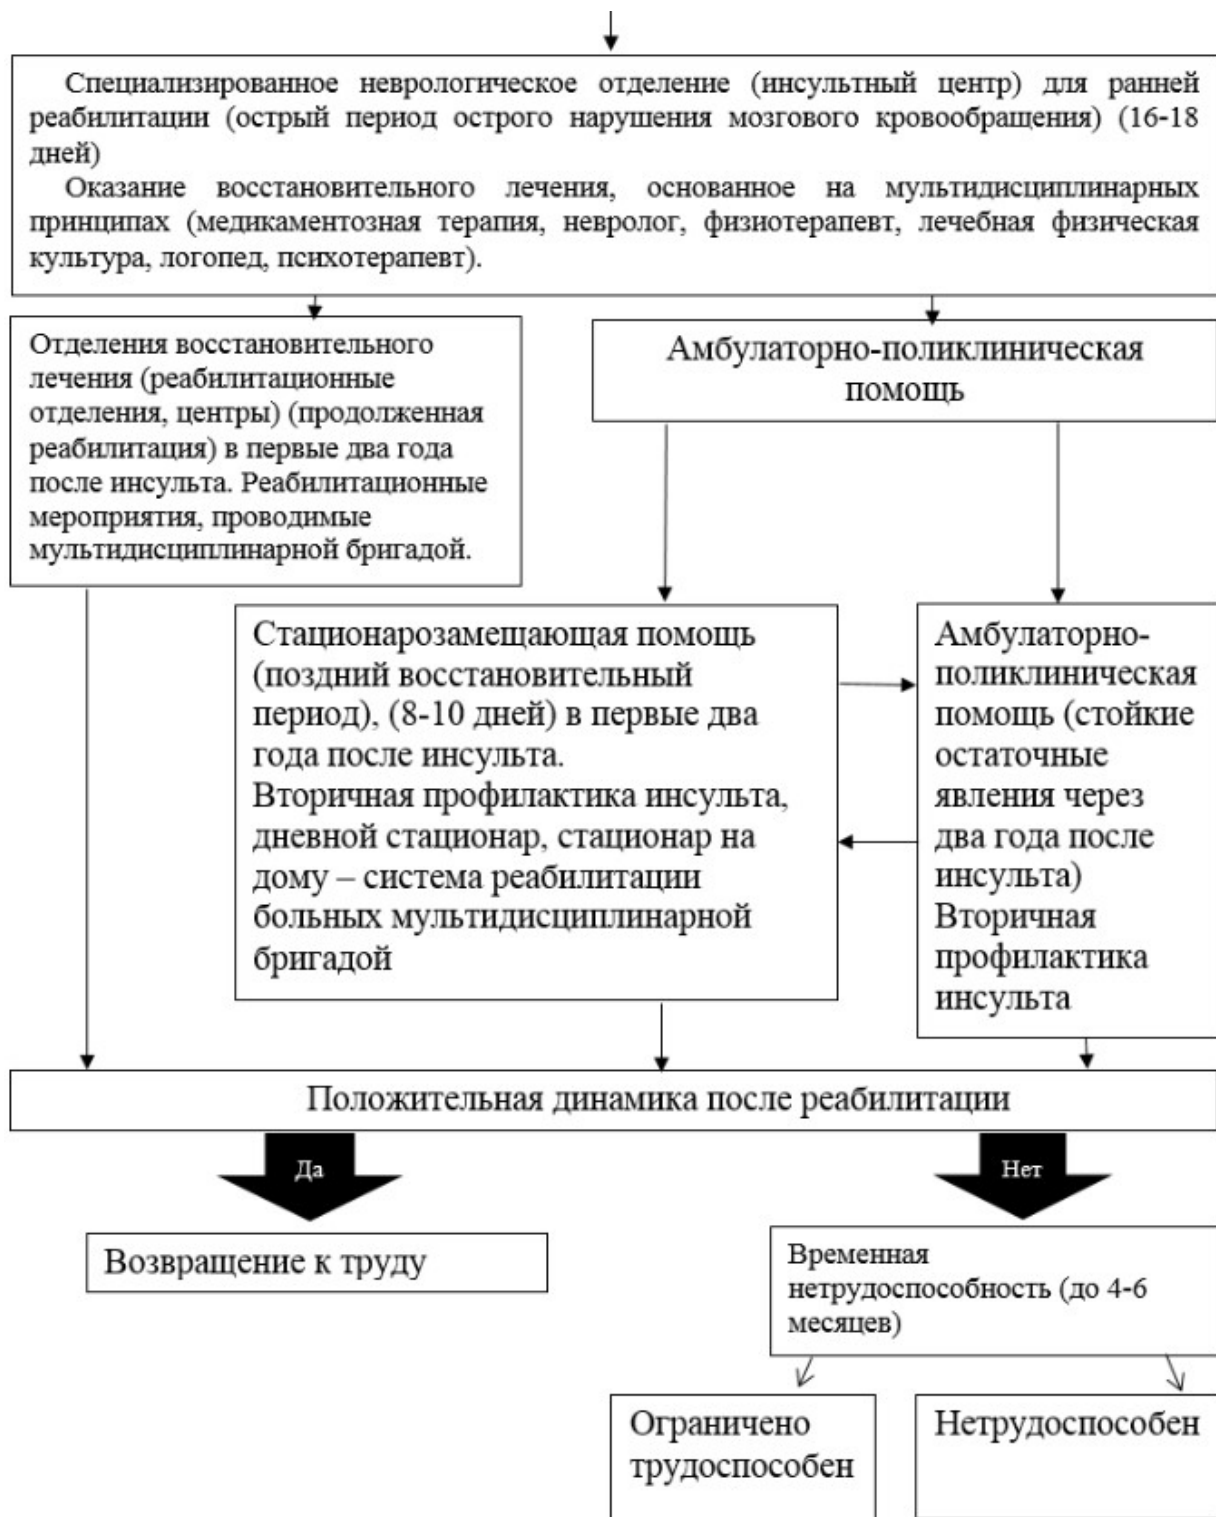 Специализированное неврологическое отделение (инсультный центр) для ранней
реабилитации (острый период острого нарушения мозгового кровообращения) (16-18
дней)
Оказание восстановительного лечения, основанное на мультидисциплинарных
принципах (медикаментозная терапия, невролог, физиотерапевт, лечебная физическая
культура, логопед, психотерапевт).
Отделения восстановительного
лечения (реабилитационные
отделения, центры) (продолженная
реабилитация) в первые два года
после инсульта. Реабилитационные
мероприятия, проводимые
мультидисциплинарной бригадой.
Амбулаторно-поликлиническая
помощь
Стационарозамещающая помощь
(поздний восстановительный
период), (8-10 дней) в первые два
года после инсульта.
Вторичная профилактика инсульта,
дневной стационар, стационар на
дому – система реабилитации
больных мультидисциплинарной
бригадой
Амбулаторно-
поликлиническая
помощь (стойкие
остаточные
явления через
два года после
инсульта)
Вторичная
профилактика
инсульта
Положительная динамика после реабилитации
Да
Нет
Возвращение к труду
Временная
нетрудоспособность (до 4-6
месяцев)
Ограничено
трудоспособен
Нетрудоспособен